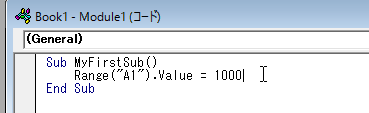 Book1 - Module1 (コード)
(General)
Sub MyFirstSub()
Range("A1").Value = 1000
End Sub